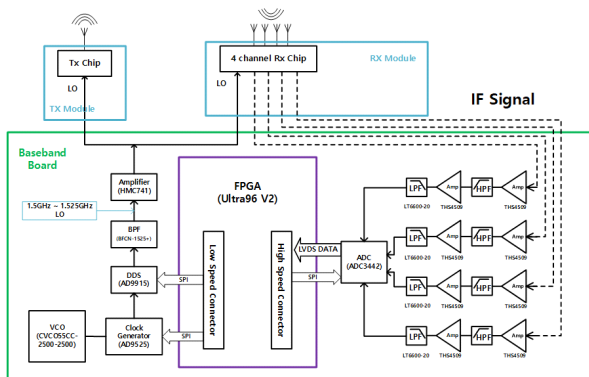 Tx Chip
LO
TX Module
4 channel Rx Chip
RX Module
LO
IF Signal
Baseband
Board
Amplifier
(HMC741)
1.5GHz ~ 1.525GHz
LO
BPF
(BFCN-1525+)
DDS
(AD9915)
VCO
(CVCO55CC-
2500-2500)
Clock
Generator
(AD9525)
SPI
SPI
FPGA
(Ultra96 V2)
Low Speed Connector
High Speed Connector
LVDS DATA
SPI
ADC
(ADC3442)
LPF
Amp
HPF
Amp
LT6600-20
THS4509
THS4509
LPF
Amp
HPF
Amp
LT6600-20
THS4509
THS4509
LPF
Amp
HPF
Amp
LT6600-20
THS4509
THS4509
LPF
Amp
HPF
Amp
LT6600-20
THS4509
THS4509